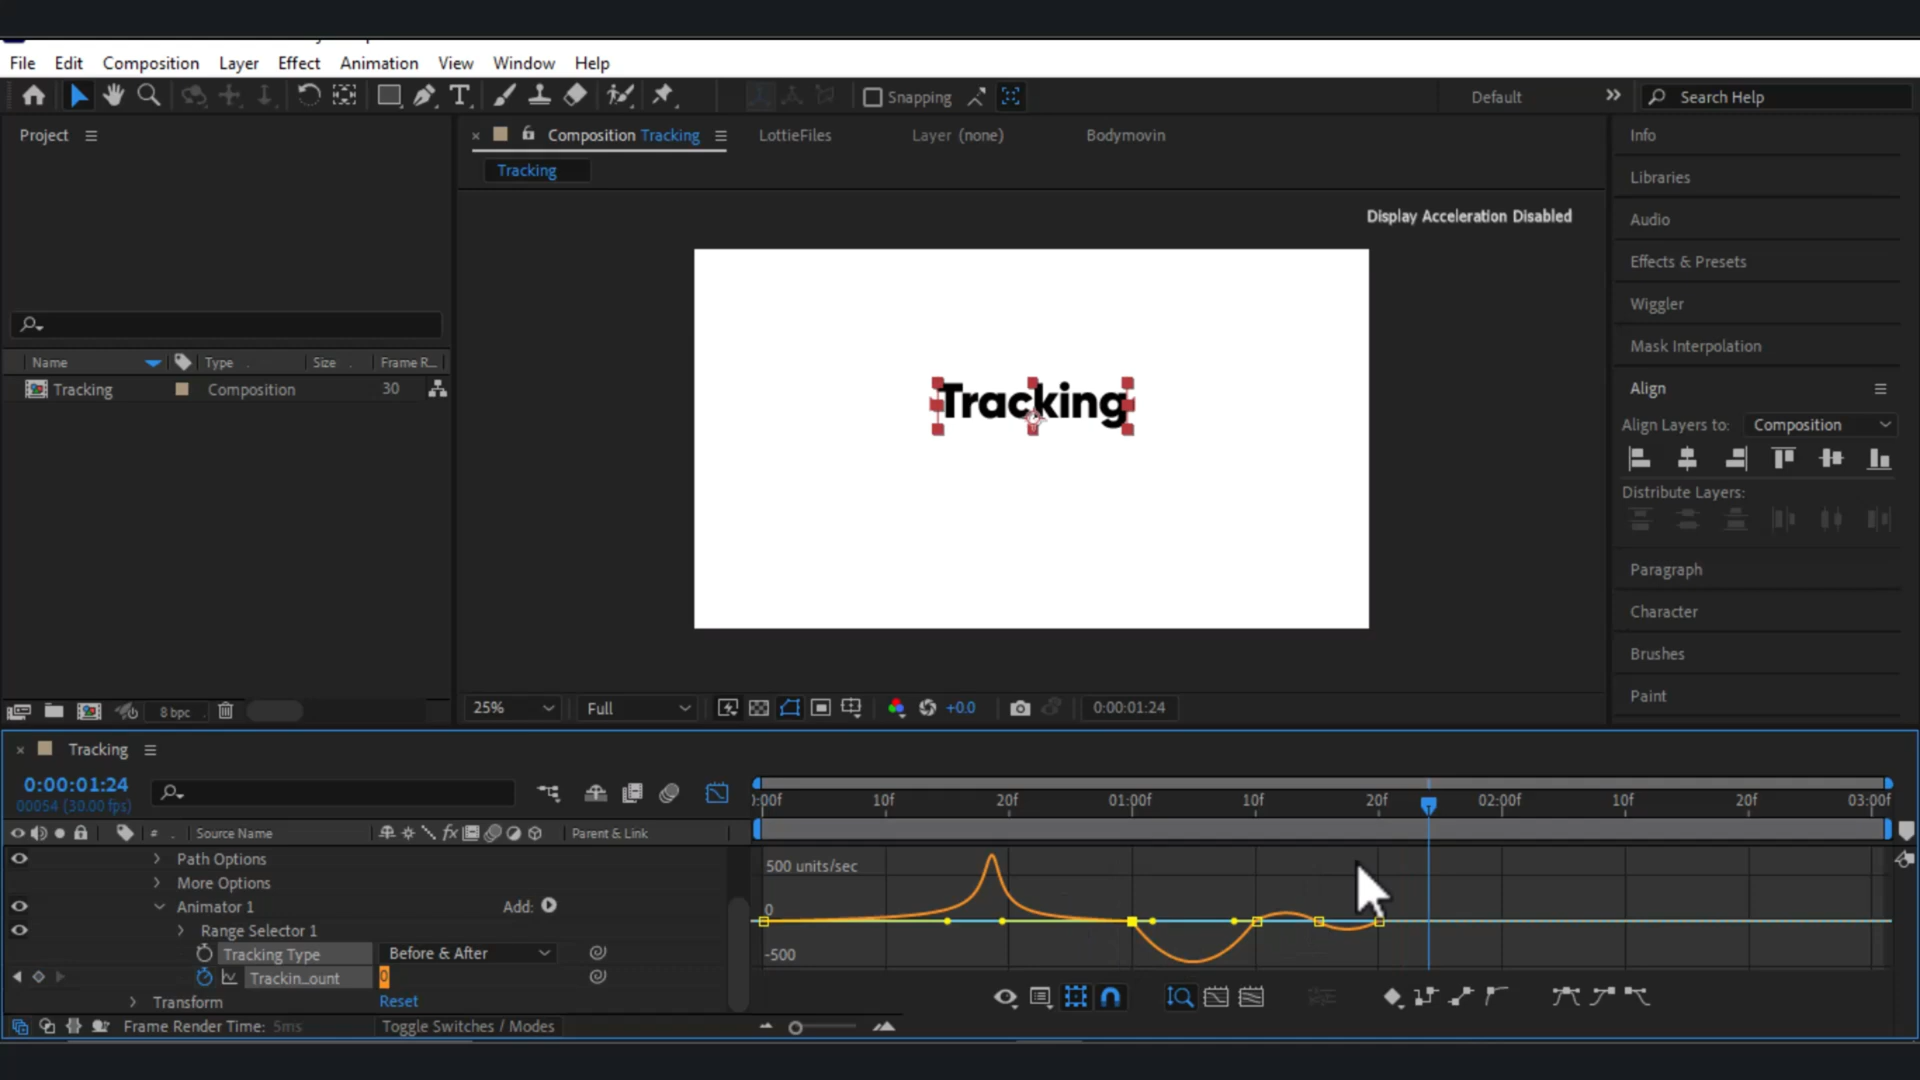 File Edit Composition Layer Effect Animation View Window Help
Snapping Default Search Help
Project
Composition Tracking LottieFiles Layer (none) Bodymovin
Tracking
Display Acceleration Disabled
Name Type Size Frame R...
Tracking Composition 30
Tracking
Info
Libraries
Audio
Effects & Presets
Wiggler
Mask Interpolation
Align
Align Layers to: Composition
Distribute Layers:
Paragraph
Character
Brushes
Paint
8 bpc
25% Full +0.0 0:00:01:24
Tracking
0:00:01:24
00054 (30.00 fps)
:00f 10f 20f 01:00f 10f 20f 02:00f 10f 20f 03:00f
# Source Name fx Parent & Link
Path Options
More Options
Animator 1 Add:
Range Selector 1
Tracking Type Before & After
Trackin_ount 0
Transform Reset
500 units/sec
0
-500
Frame Render Time: 5ms Toggle Switches / Modes